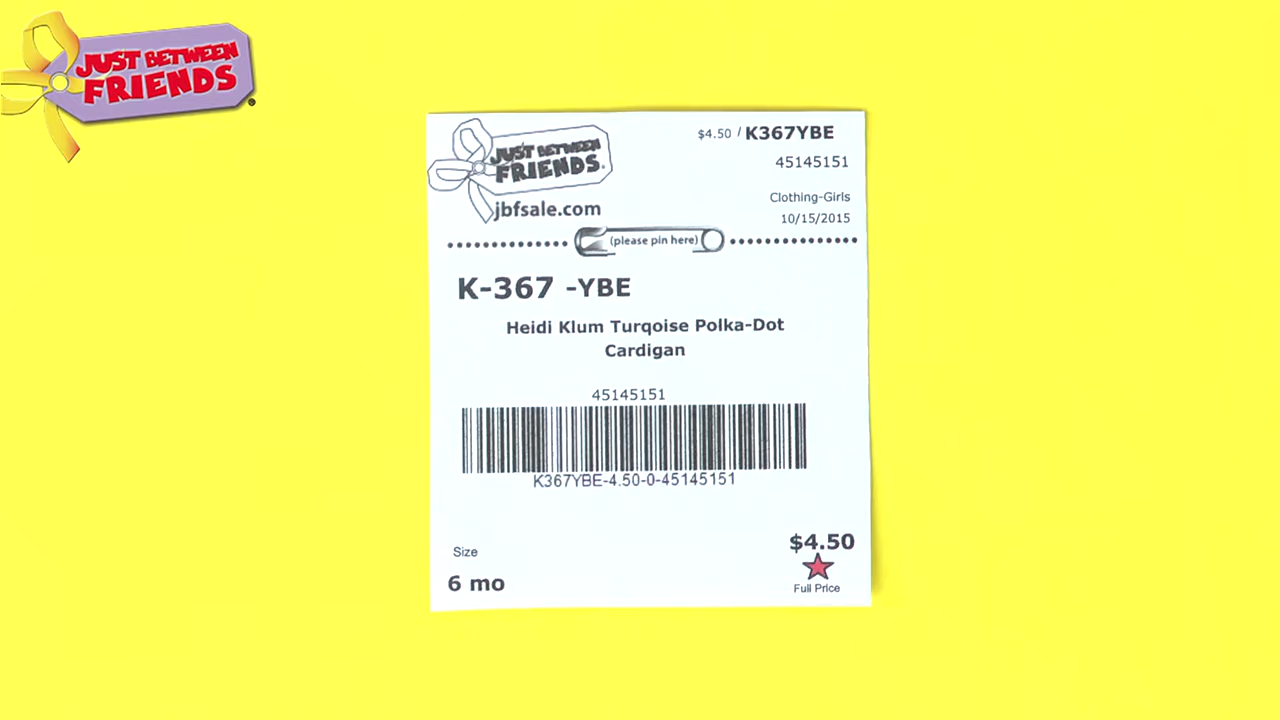 JUST BETWEEN
FRIENDS®
JUST BETWEEN
FRIENDS®
jbfsale.com
$4.50 / K367YBE
45145151
Clothing-Girls
10/15/2015
(please pin here)
K-367 -YBE
Heidi Klum Turqoise Polka-Dot
Cardigan
45145151
K367YBE-4.50-0-45145151
Size
6 mo
$4.50
Full Price